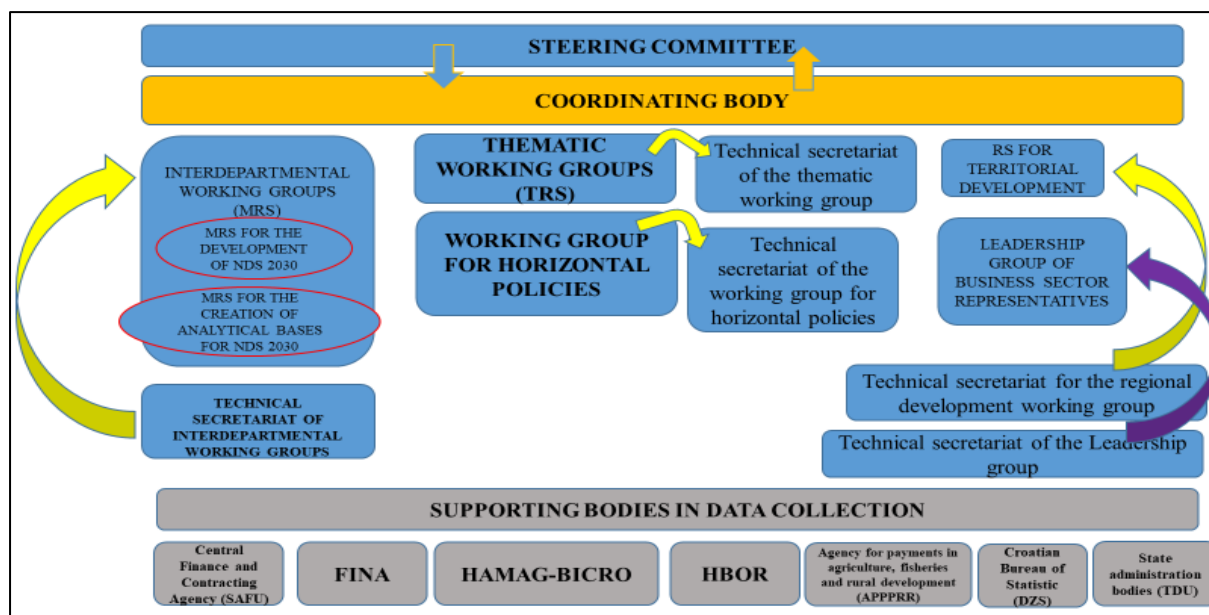 STEERING COMMITTEE
COORDINATING BODY
INTERDEPARTMENTAL
WORKING GROUPS
(MRS)
MRS FOR THE
DEVELOPMENT
OF NDS 2030
MRS FOR THE
CREATION OF
ANALYTICAL BASES
FOR NDS 2030
TECHNICAL
SECRETARIAT OF
INTERDEPARTMENTAL
WORKING GROUPS
THEMATIC
WORKING GROUPS
(TRS)
Technical secretariat
of the thematic
working group
WORKING GROUP
FOR HORIZONTAL
POLICIES
Technical
secretariat of the
working group for
horizontal policies
RS FOR
TERRITORIAL
DEVELOPMENT
LEADERSHIP
GROUP OF
BUSINESS SECTOR
REPRESENTATIVES
Technical secretariat for the regional
development working group
Technical secretariat of the Leadership
group
SUPPORTING BODIES IN DATA COLLECTION
Central
Finance and
Contracting
Agency (SAFU)
FINA
HAMAG-BICRO
HBOR
Agency for payments in
agriculture, fisheries
and rural development
(APPPRR)
Croatian
Bureau of
Statistic
(DZS)
State
administration
bodies (TDU)